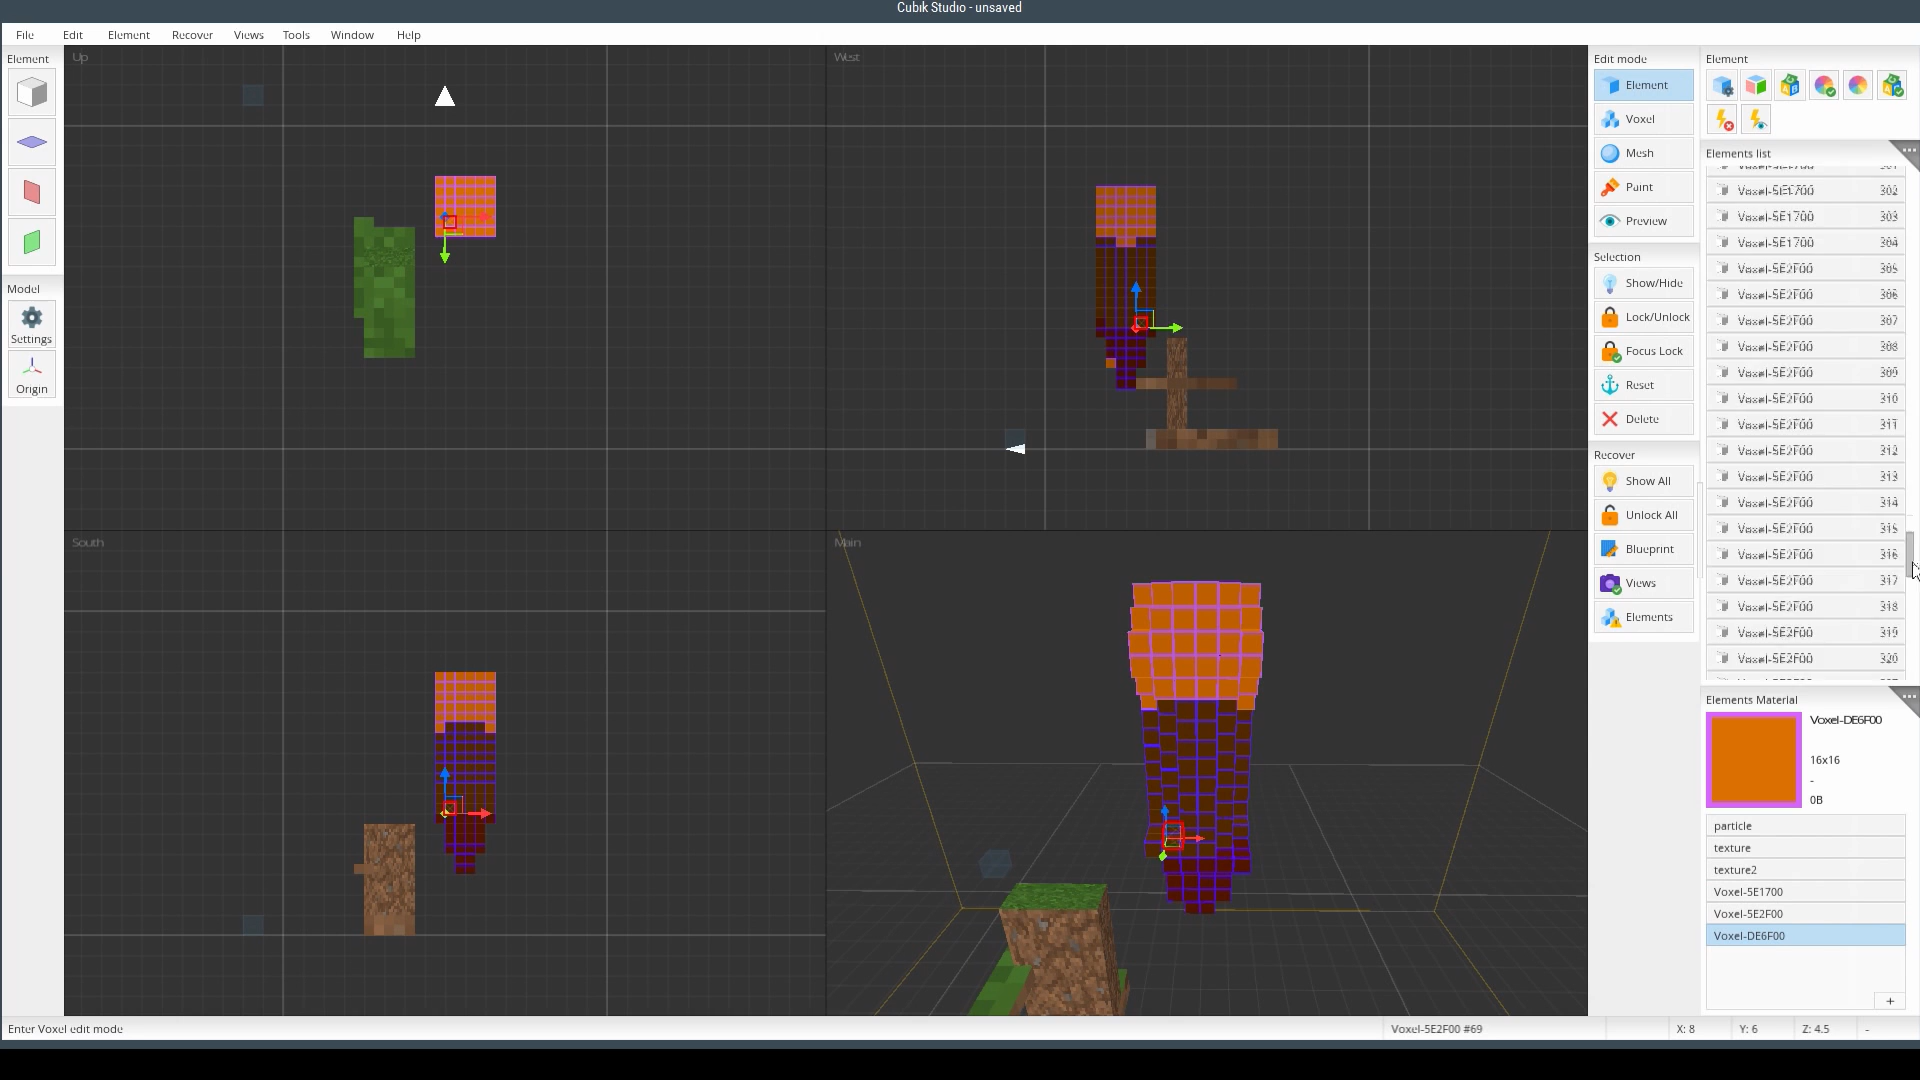 Cubik Studio - unsaved
File Edit Element Recover Views Tools Window Help
Element
Model
Settings
Origin
Up
West
South
Main
Edit mode
Element
Voxel
Mesh
Paint
Preview
Selection
Show/Hide
Lock/Unlock
Focus Lock
Reset
Delete
Recover
Show All
Unlock All
Blueprint
Views
Elements
Element
Elements list
302
Voxel-5E1700 303
Voxel-5E1700 304
Voxel-5E2F00 305
Voxel-5E2F00 306
Voxel-5E2F00 307
Voxel-5E2F00 308
Voxel-5E2F00 309
Voxel-5E2F00 310
Voxel-5E2F00 311
Voxel-5E2F00 312
Voxel-5E2F00 313
Voxel-5E2F00 314
Voxel-5E2F00 315
Voxel-5E2F00 316
Voxel-5E2F00 317
Voxel-5E2F00 318
Voxel-5E2F00 319
Voxel-5E2F00 320
Elements Material
Voxel-DE6F00
16x16
-
0B
particle
texture
texture2
Voxel-5E1700
Voxel-5E2F00
Voxel-DE6F00
+
Enter Voxel edit mode
Voxel-5E2F00 #69
X: 8
Y: 6
Z: 4.5
-